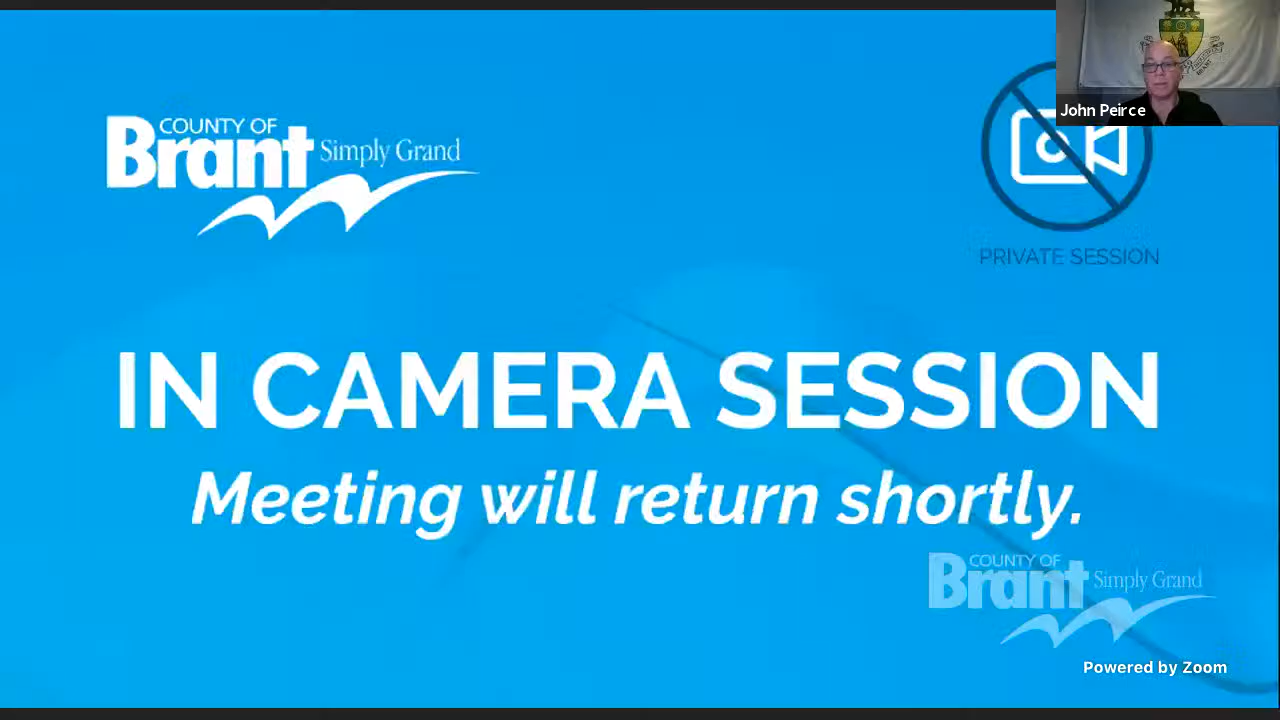 John Peirce
COUNTY OF
Brant Simply Grand
PRIVATE SESSION
IN CAMERA SESSION
Meeting will return shortly.
COUNTY OF
Brant Simply Grand
Powered by Zoom